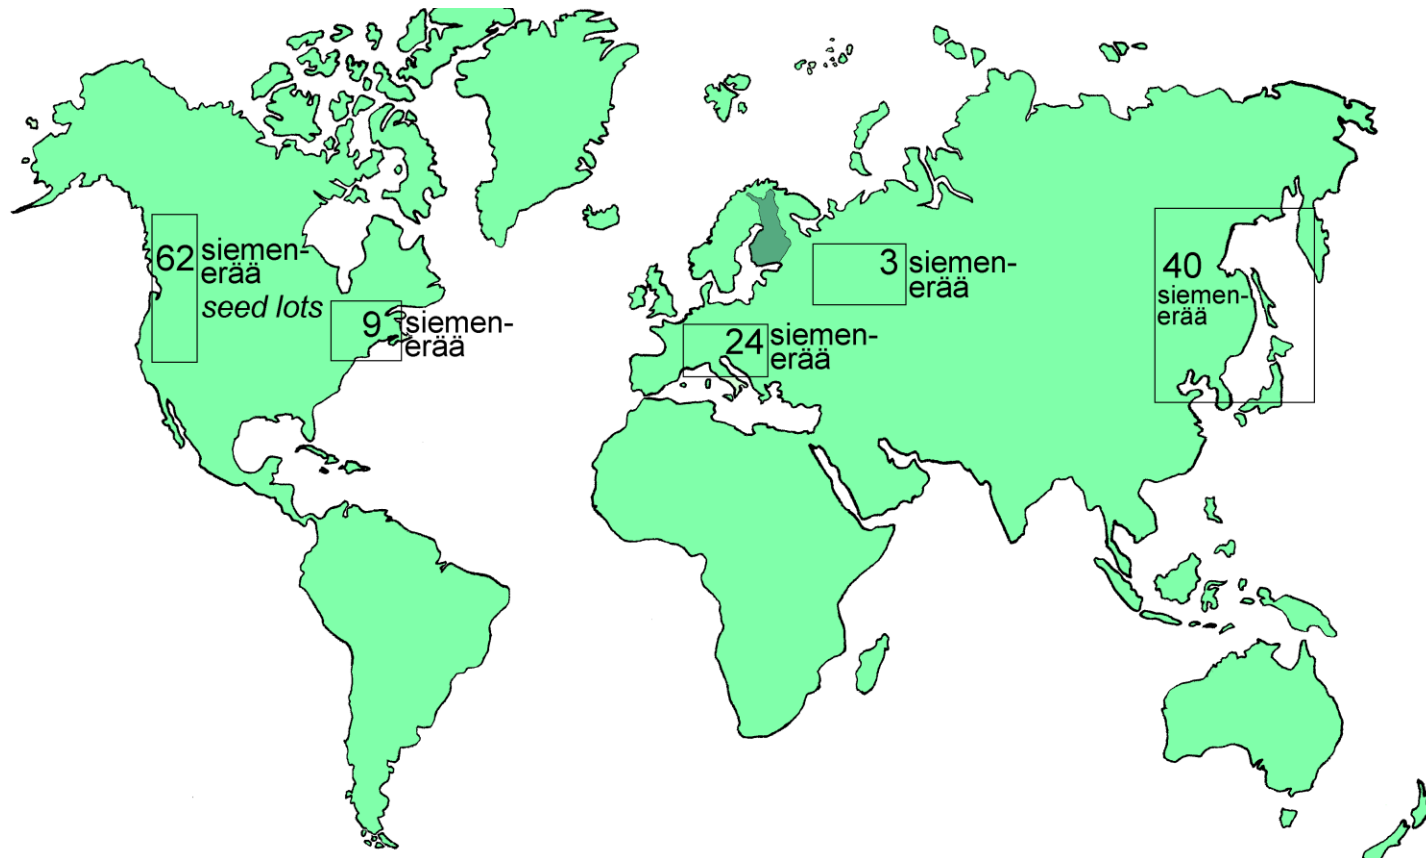 62 siemen-
erää
seed lots
9 siemen-
erää
3 siemen-
erää
24 siemen-
erää
40
siemen-
erää